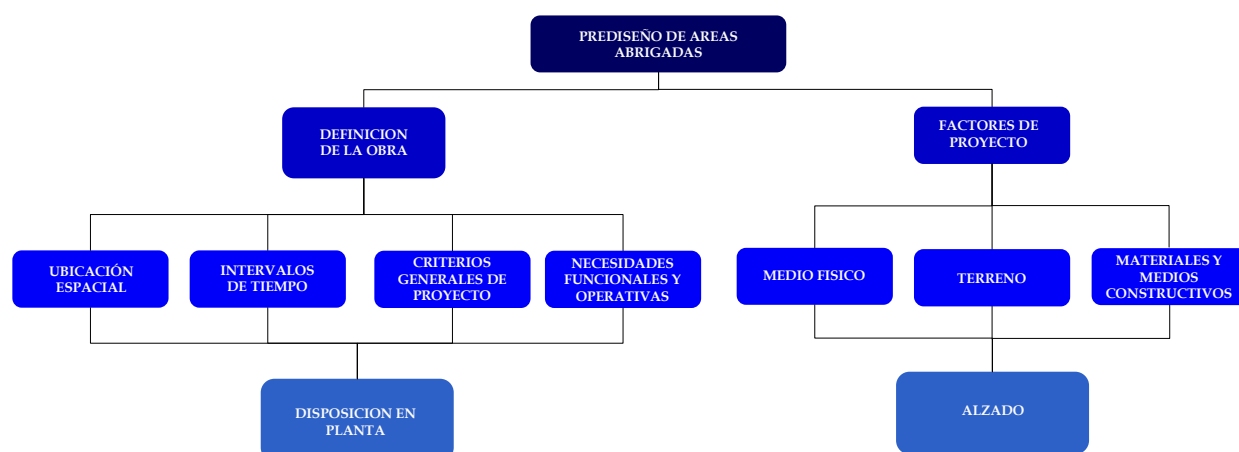 PREDISEÑO DE AREAS
ABRIGADAS
DEFINICION
DE LA OBRA
FACTORES DE
PROYECTO
UBICACIÓN
ESPACIAL
INTERVALOS
DE TIEMPO
CRITERIOS
GENERALES DE
PROYECTO
NECESIDADES
FUNCIONALES Y
OPERATIVAS
MEDIO FISICO
TERRENO
MATERIALES Y
MEDIOS
CONSTRUCTIVOS
DISPOSICION EN
PLANTA
ALZADO